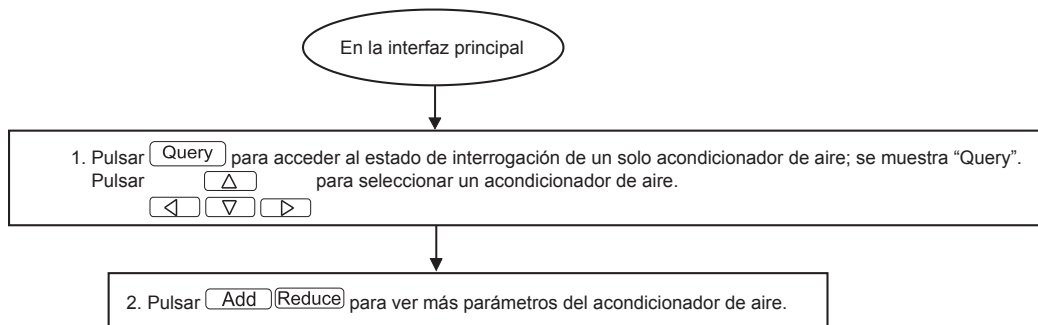 En la interfaz principal
1. Pulsar Query para acceder al estado de interrogación de un solo acondicionador de aire; se muestra “Query”.
Pulsar △ para seleccionar un acondicionador de aire.
◁ ▽ ▷
2. Pulsar Add Reduce para ver más parámetros del acondicionador de aire.